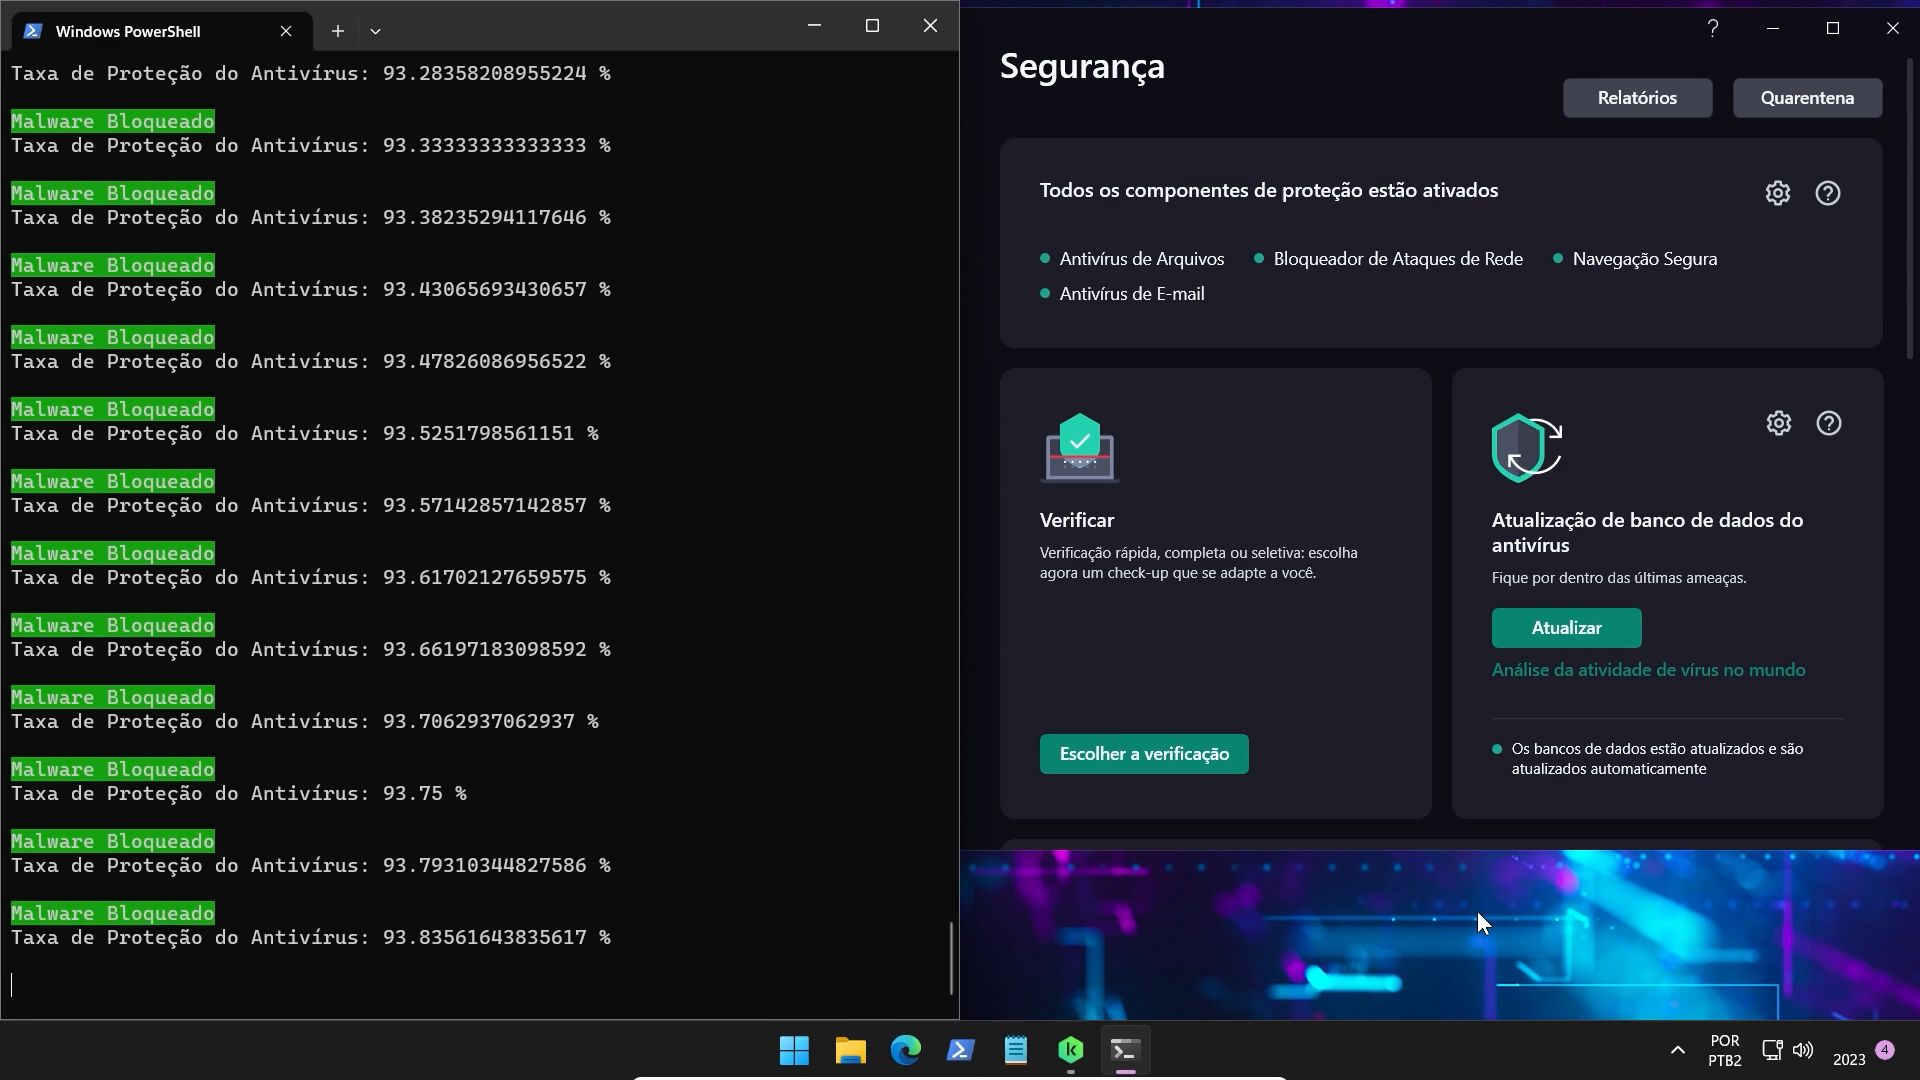 Windows PowerShell
Taxa de Proteção do Antivírus: 93.28358208955224 %
Malware Bloqueado
Taxa de Proteção do Antivírus: 93.33333333333333 %
Malware Bloqueado
Taxa de Proteção do Antivírus: 93.38235294117646 %
Malware Bloqueado
Taxa de Proteção do Antivírus: 93.43065693430657 %
Malware Bloqueado
Taxa de Proteção do Antivírus: 93.47826086956522 %
Malware Bloqueado
Taxa de Proteção do Antivírus: 93.5251798561151 %
Malware Bloqueado
Taxa de Proteção do Antivírus: 93.57142857142857 %
Malware Bloqueado
Taxa de Proteção do Antivírus: 93.61702127659575 %
Malware Bloqueado
Taxa de Proteção do Antivírus: 93.66197183098592 %
Malware Bloqueado
Taxa de Proteção do Antivírus: 93.7062937062937 %
Malware Bloqueado
Taxa de Proteção do Antivírus: 93.75 %
Malware Bloqueado
Taxa de Proteção do Antivírus: 93.79310344827586 %
Malware Bloqueado
Taxa de Proteção do Antivírus: 93.83561643835617 %
Segurança
Relatórios
Quarentena
Todos os componentes de proteção estão ativados
Antivírus de Arquivos
Bloqueador de Ataques de Rede
Navegação Segura
Antivírus de E-mail
Verificar
Verificação rápida, completa ou seletiva: escolha
agora um check-up que se adapte a você.
Escolher a verificação
Atualização de banco de dados do
antivírus
Fique por dentro das últimas ameaças.
Atualizar
Análise da atividade de vírus no mundo
Os bancos de dados estão atualizados e são
atualizados automaticamente
POR
PTB2
2023
4